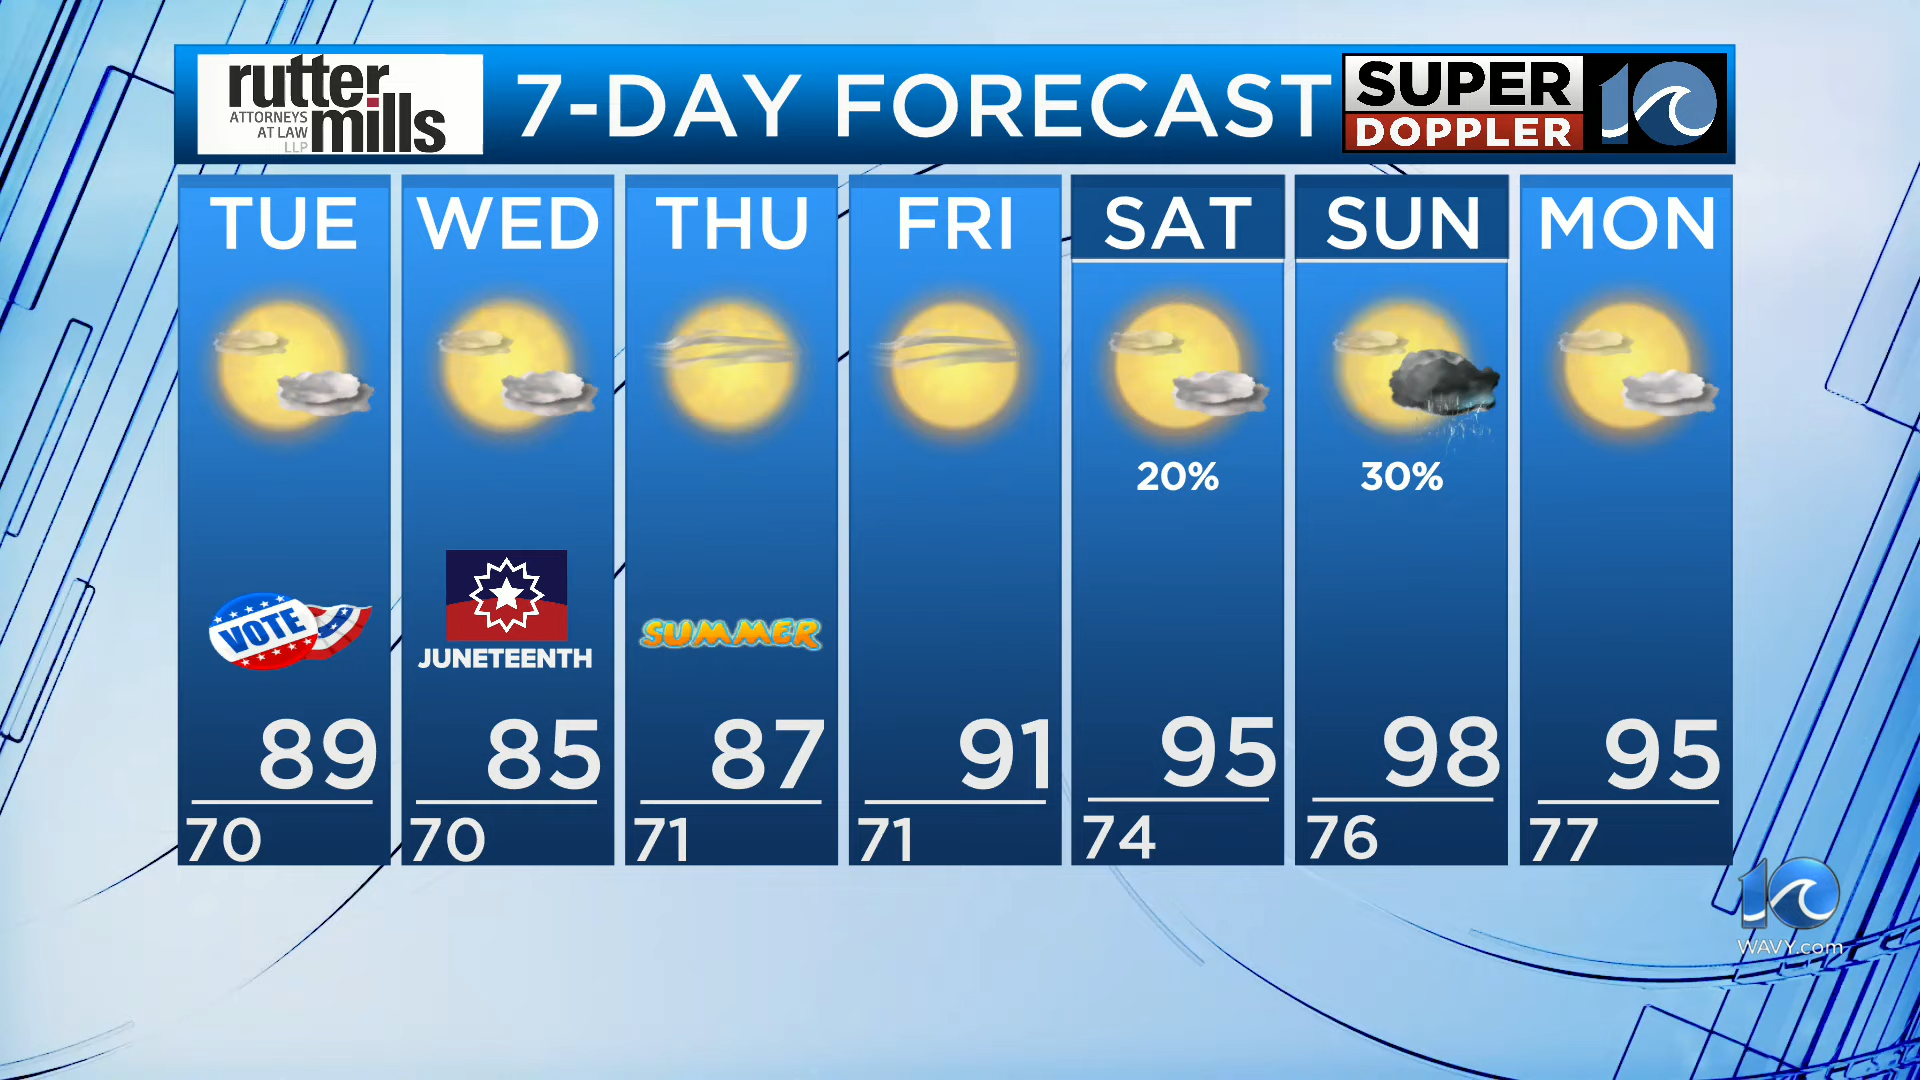 rutter
mills
ATTORNEYS
AT LAW
LLP
7-DAY FORECAST
SUPER
DOPPLER
10
TUE
WED
THU
FRI
SAT
SUN
MON
20%
30%
VOTE
JUNETEENTH
SUMMER
89
85
87
91
95
98
95
70
70
71
71
74
76
77
10
WAVY.com